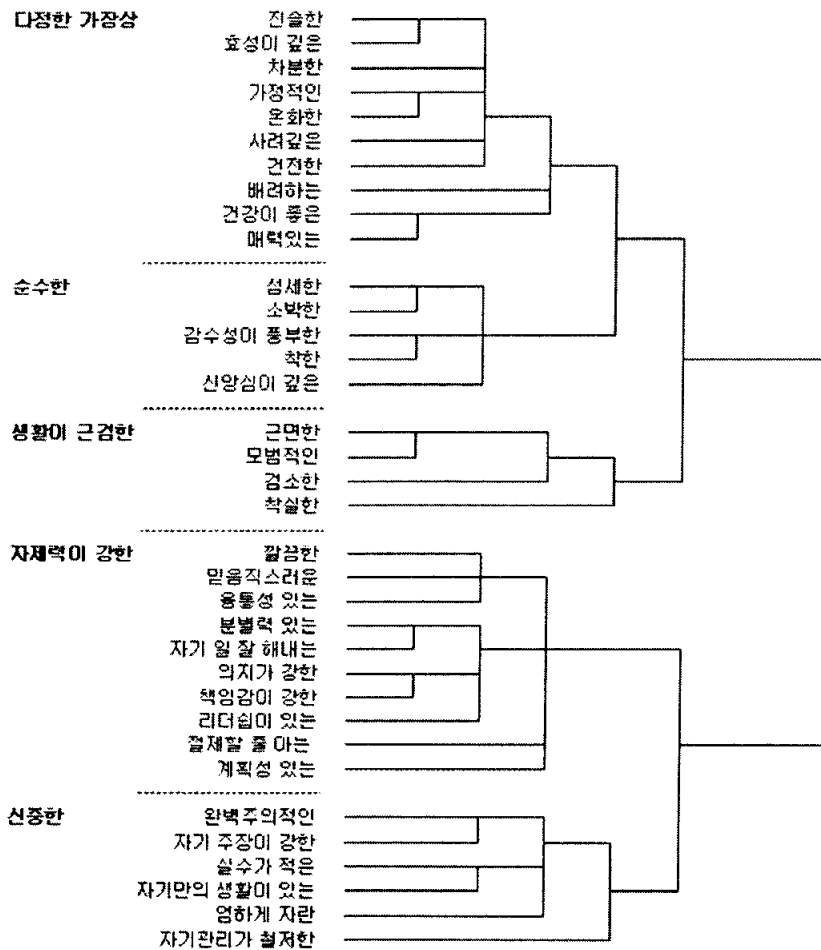 다정한 가장상
진솔한
효성이 깊은
차분한
가정적인
온화한
사려깊은
건전한
배려하는
건강이 좋은
매력있는
순수한
섬세한
소박한
감수성이 풍부한
착한
신앙심이 깊은
생활이 근검한
근면한
모범적인
검소한
착실한
자제력이 강한
깔끔한
믿음직스러운
융통성 있는
분별력 있는
자기 일 잘 해내는
의지가 강한
책임감이 강한
리더쉽이 있는
절제할 줄 아는
계획성 있는
신중한
완벽주의적인
자기 주장이 강한
실수가 적은
자기만의 생활이 있는
엄하게 자란
자기관리가 철저한